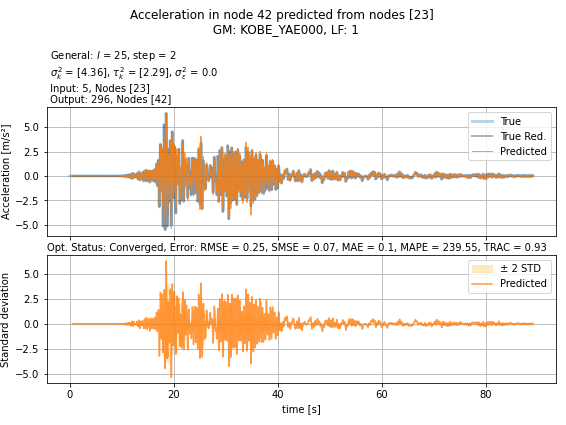 Acceleration in node 42 predicted from nodes [23]
GM: KOBE_YAE000, LF: 1
General: l = 25, step = 2
σ²ₖ = [4.36], τ²ₖ = [2.29], σ²ε = 0.0
Input: 5, Nodes [23]
Output: 296, Nodes [42]
Acceleration [m/s²]
5.0
2.5
0.0
−2.5
−5.0
True
True Red.
Predicted
Opt. Status: Converged, Error: RMSE = 0.25, SMSE = 0.07, MAE = 0.1, MAPE = 239.55, TRAC = 0.93
Standard deviation
5.0
2.5
0.0
−2.5
−5.0
± 2 STD
Predicted
0 20 40 60 80
time [s]